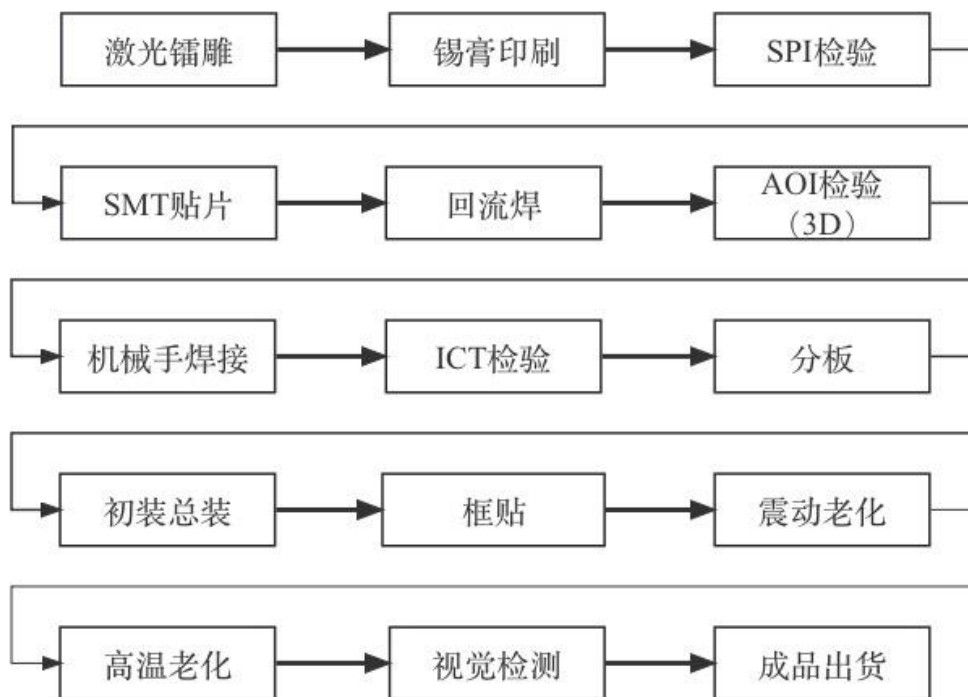 激光镭雕
锡膏印刷
SPI检验
SMT贴片
回流焊
AOI检验
（3D）
机械手焊接
ICT检验
分板
初装总装
框贴
震动老化
高温老化
视觉检测
成品出货